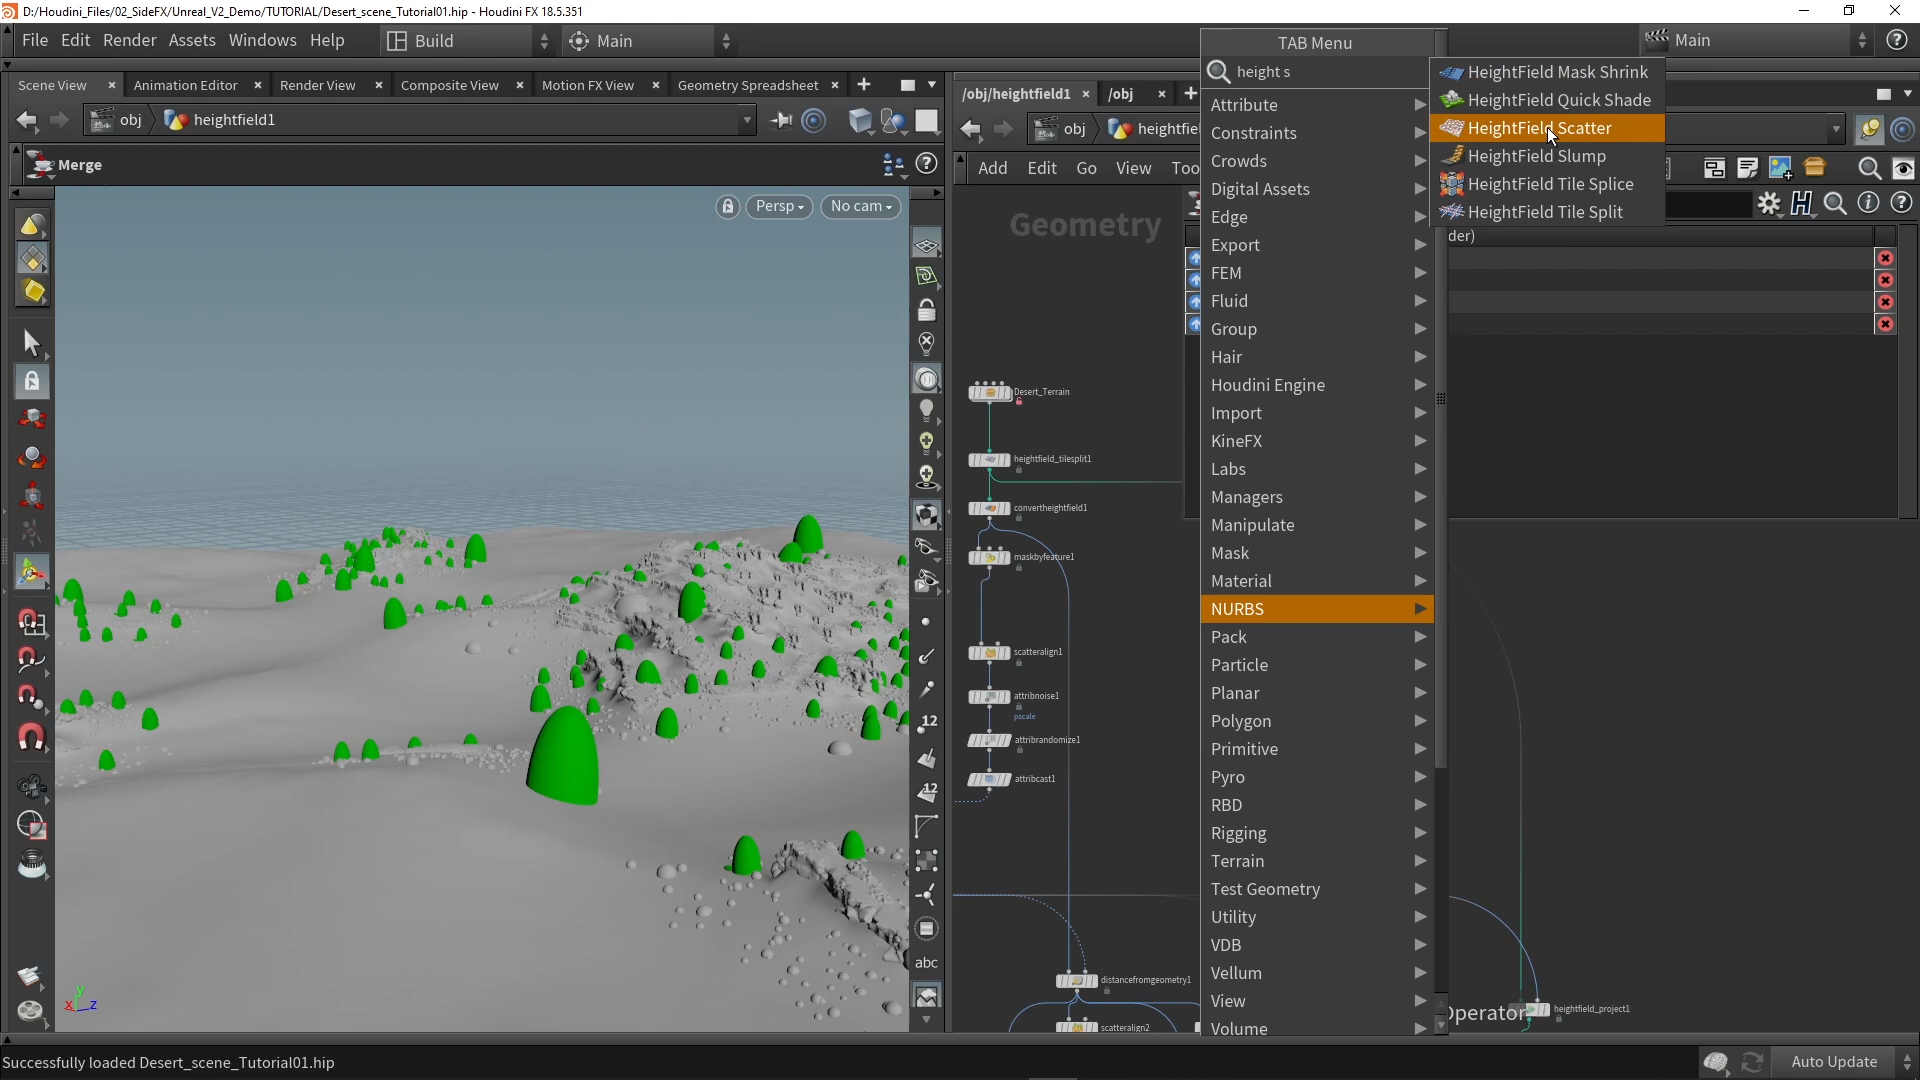 D:/Houdini_Files/02_SideFX/Unreal_V2_Demo/TUTORIAL/Desert_scene_Tutorial01.hip - Houdini FX 18.5.351
File Edit Render Assets Windows Help Build Main Main
Scene View Animation Editor Render View Composite View Motion FX View Geometry Spreadsheet s
obj heightfield1
Merge
Persp No cam
/obj/heightfield1 /obj
obj heightfie
Add Edit Go View Too
Geometry
Desert_Terrain
heightfield_tilesplit1
convertheightfield1
maskbyfeature1
scatteralign1
attribnoise1
pscale
attribrandomize1
attribcast1
distancefromgeometry1
scatteralign2
TAB Menu
height s
Attribute
Constraints
Crowds
Digital Assets
Edge
Export
FEM
Fluid
Group
Hair
Houdini Engine
Import
KineFX
Labs
Managers
Manipulate
Mask
Material
NURBS
Pack
Particle
Planar
Polygon
Primitive
Pyro
RBD
Rigging
Terrain
Test Geometry
Utility
VDB
Vellum
View
Volume
HeightField Mask Shrink
HeightField Quick Shade
HeightField Scatter
HeightField Slump
HeightField Tile Splice
HeightField Tile Split
der)
Operator
heightfield_project1
12
12
abc
y
x z
Successfully loaded Desert_scene_Tutorial01.hip
Auto Update